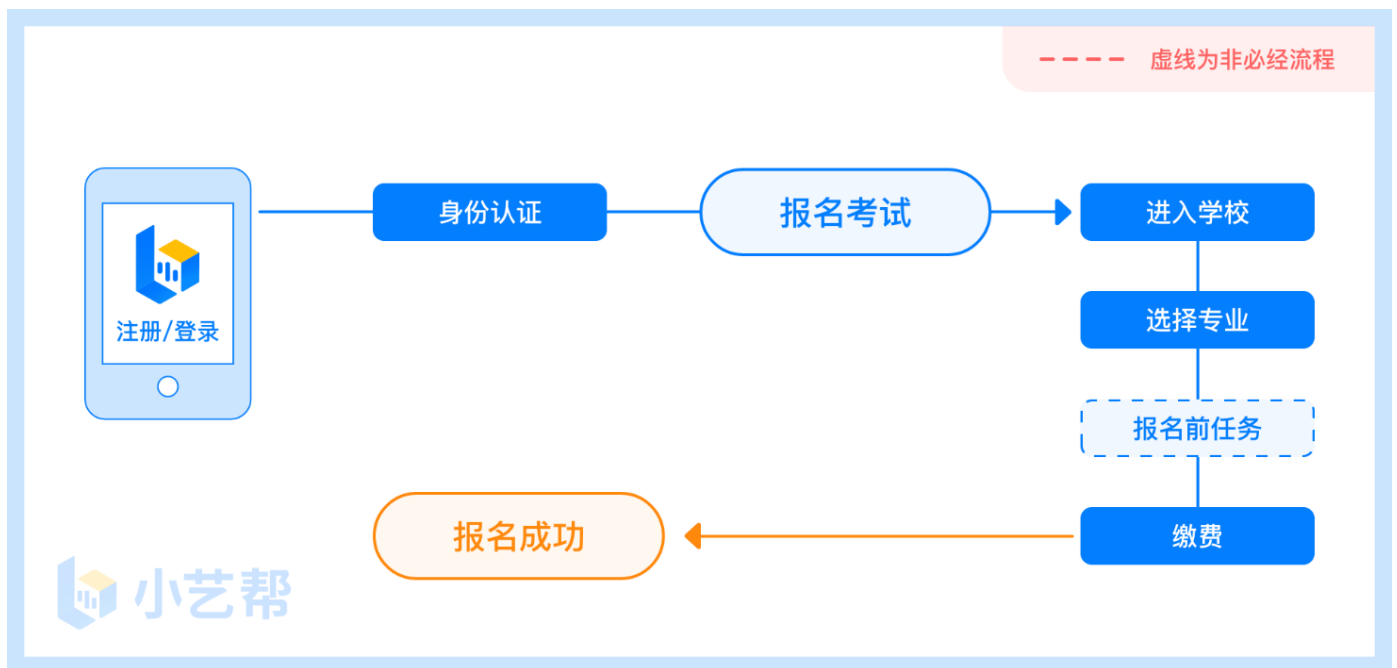 虚线为非必经流程
注册/登录
身份认证
报名考试
进入学校
选择专业
报名前任务
缴费
报名成功
小艺帮